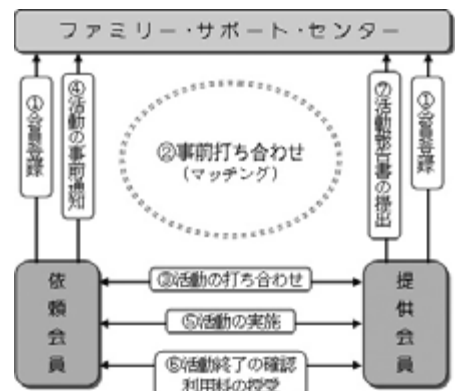 ファミリー・サポート・センター
①会員登録
④活動の事前通知
②事前打ち合わせ
(マッチング)
⑦活動報告書の提出
①会員登録
依頼会員
③活動の打ち合わせ
⑤活動の実施
⑥活動終了の確認
利用料の授受
提供会員